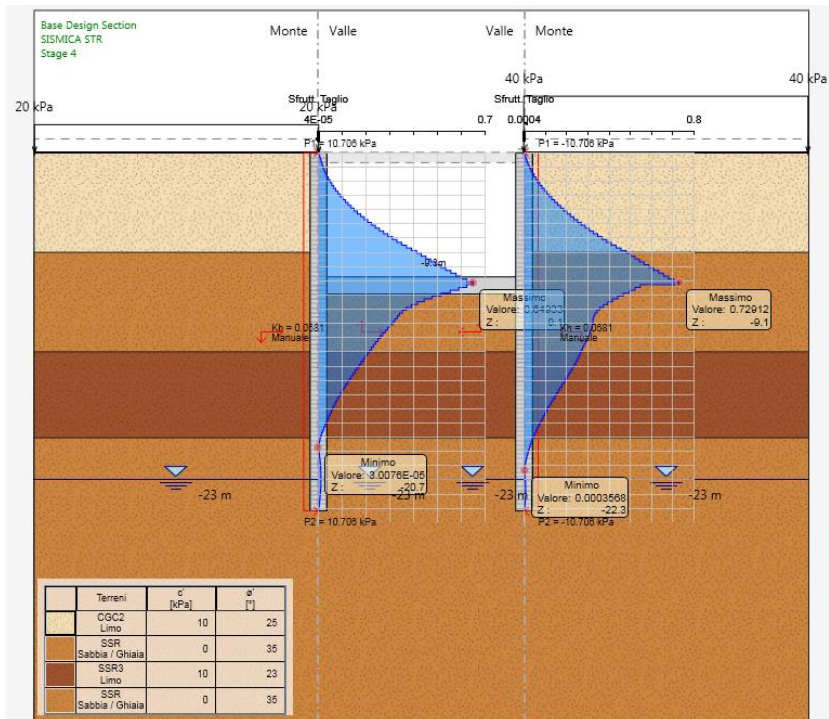 Base Design Section
SISMICA STR
Stage 4
Monte
Valle
Valle
Monte
40 kPa
40 kPa
20 kPa
20 kPa
Sfrutt. Taglio
Sfrutt. Taglio
4E-05
0.7
0.0004
0.8
P1 = 10.706 kPa
P1 = -10.706 kPa
-9.3m
Massimo
Valore: 0.64933
Z : 9.1
Massimo
Valore: 0.72912
Z : -9.1
Kh = 0.0681
Manuale
Kh = 0.0681
Manuale
Minimo
Valore: 3.0076E-05
Z : -20.7
Minimo
Valore: 0.0003568
Z : -22.3
-23 m
-23 m
-23 m
-23 m
P2 = 10.706 kPa
P2 = -10.706 kPa
Terreni c' [kPa] ø' [°]
CGC2
Limo 10 25
SSR
Sabbia / Ghiaia 0 35
SSR3
Limo 10 23
SSR
Sabbia / Ghiaia 0 35